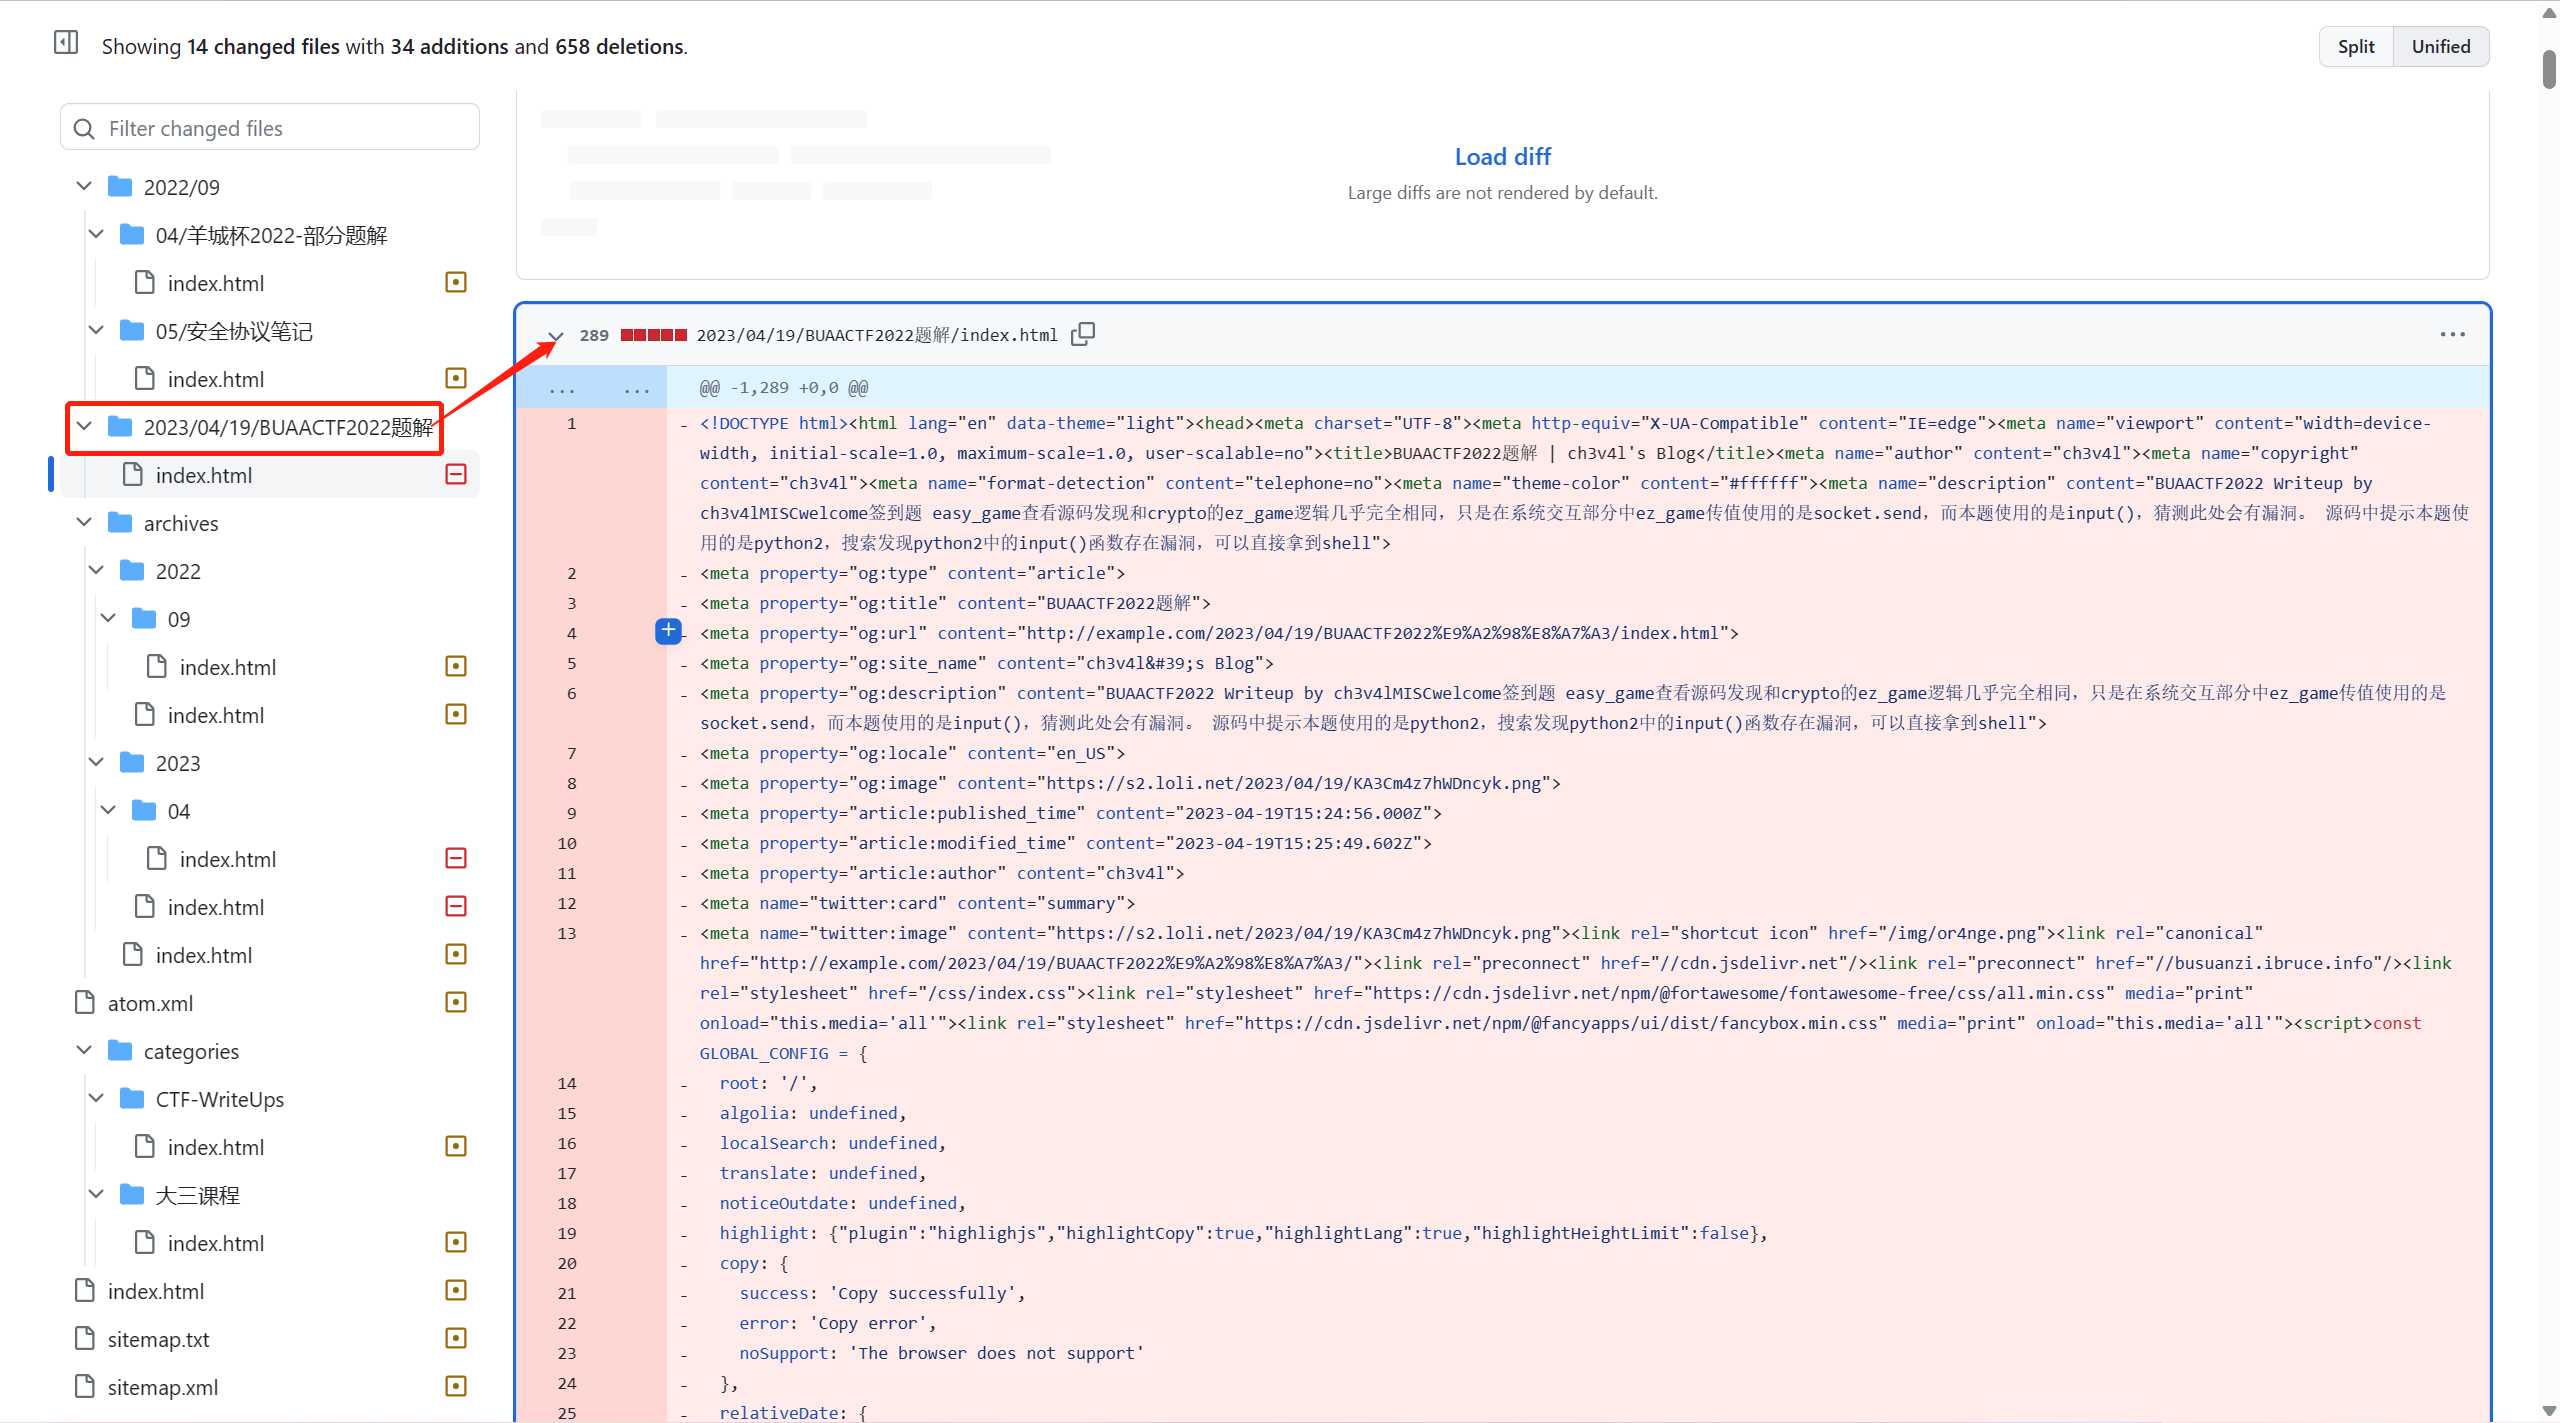 Showing 14 changed files with 34 additions and 658 deletions.
Split
Unified
Filter changed files
2022/09
04/羊城杯2022-部分题解
index.html
05/安全协议笔记
index.html
2023/04/19/BUAACTF2022题解
index.html
archives
2022
09
index.html
index.html
2023
04
index.html
index.html
index.html
atom.xml
categories
CTF-WriteUps
index.html
大三课程
index.html
index.html
sitemap.txt
sitemap.xml
Load diff
Large diffs are not rendered by default.
289 2023/04/19/BUAACTF2022题解/index.html ...
... ... @@ -1,289 +0,0 @@
1 - <!DOCTYPE html><html lang="en" data-theme="light"><head><meta charset="UTF-8"><meta http-equiv="X-UA-Compatible" content="IE=edge"><meta name="viewport" content="width=device-
width, initial-scale=1.0, maximum-scale=1.0, user-scalable=no"><title>BUAACTF2022题解 | ch3v4l's Blog</title><meta name="author" content="ch3v4l"><meta name="copyright"
content="ch3v4l"><meta name="format-detection" content="telephone=no"><meta name="theme-color" content="#ffffff"><meta name="description" content="BUAACTF2022 Writeup by
ch3v4lMISCwelcome签到题 easy_game查看源码发现和crypto的ez_game逻辑几乎完全相同，只是在系统交互部分中ez_game传值使用的是socket.send，而本题使用的是input()，猜测此处会有漏洞。 源码中提示本题使
用的是python2，搜索发现python2中的input()函数存在漏洞，可以直接拿到shell">
2 - <meta property="og:type" content="article">
3 - <meta property="og:title" content="BUAACTF2022题解">
4 - <meta property="og:url" content="http://example.com/2023/04/19/BUAACTF2022%E9%A2%98%E8%A7%A3/index.html">
5 - <meta property="og:site_name" content="ch3v4l&#39;s Blog">
6 - <meta property="og:description" content="BUAACTF2022 Writeup by ch3v4lMISCwelcome签到题 easy_game查看源码发现和crypto的ez_game逻辑几乎完全相同，只是在系统交互部分中ez_game传值使用的是
socket.send，而本题使用的是input()，猜测此处会有漏洞。 源码中提示本题使用的是python2，搜索发现python2中的input()函数存在漏洞，可以直接拿到shell">
7 - <meta property="og:locale" content="en_US">
8 - <meta property="og:image" content="https://s2.loli.net/2023/04/19/KA3Cm4z7hWDncyk.png">
9 - <meta property="article:published_time" content="2023-04-19T15:24:56.000Z">
10 - <meta property="article:modified_time" content="2023-04-19T15:25:49.602Z">
11 - <meta property="article:author" content="ch3v4l">
12 - <meta name="twitter:card" content="summary">
13 - <meta name="twitter:image" content="https://s2.loli.net/2023/04/19/KA3Cm4z7hWDncyk.png"><link rel="shortcut icon" href="/img/or4nge.png"><link rel="canonical"
href="http://example.com/2023/04/19/BUAACTF2022%E9%A2%98%E8%A7%A3/"><link rel="preconnect" href="//cdn.jsdelivr.net"/><link rel="preconnect" href="//busuanzi.ibruce.info"/><link
rel="stylesheet" href="/css/index.css"><link rel="stylesheet" href="https://cdn.jsdelivr.net/npm/@fortawesome/fontawesome-free/css/all.min.css" media="print"
onload="this.media='all'"><link rel="stylesheet" href="https://cdn.jsdelivr.net/npm/@fancyapps/ui/dist/fancybox.min.css" media="print" onload="this.media='all'"><script>const
GLOBAL_CONFIG = {
14 - root: '/',
15 - algolia: undefined,
16 - localSearch: undefined,
17 - translate: undefined,
18 - noticeOutdate: undefined,
19 - highlight: {"plugin":"highlighjs","highlightCopy":true,"highlightLang":true,"highlightHeightLimit":false},
20 - copy: {
21 - success: 'Copy successfully',
22 - error: 'Copy error',
23 - noSupport: 'The browser does not support'
24 - },
25 - relativeDate: {